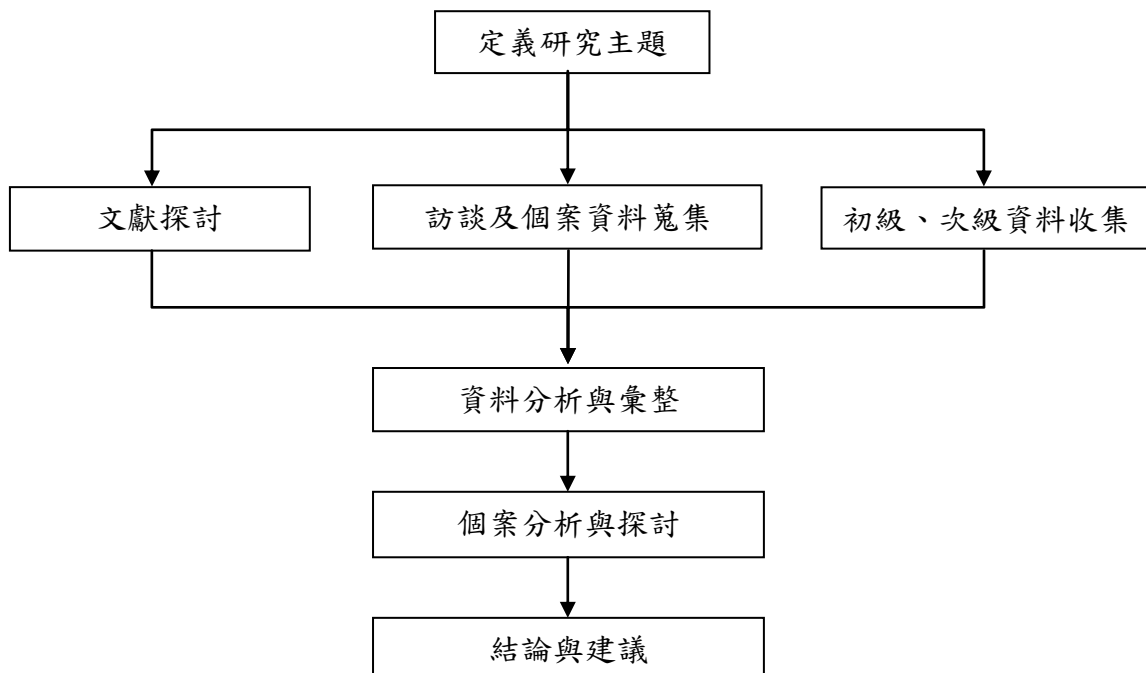 定義研究主題
文獻探討
訪談及個案資料蒐集
初級、次級資料收集
資料分析與彙整
個案分析與探討
結論與建議